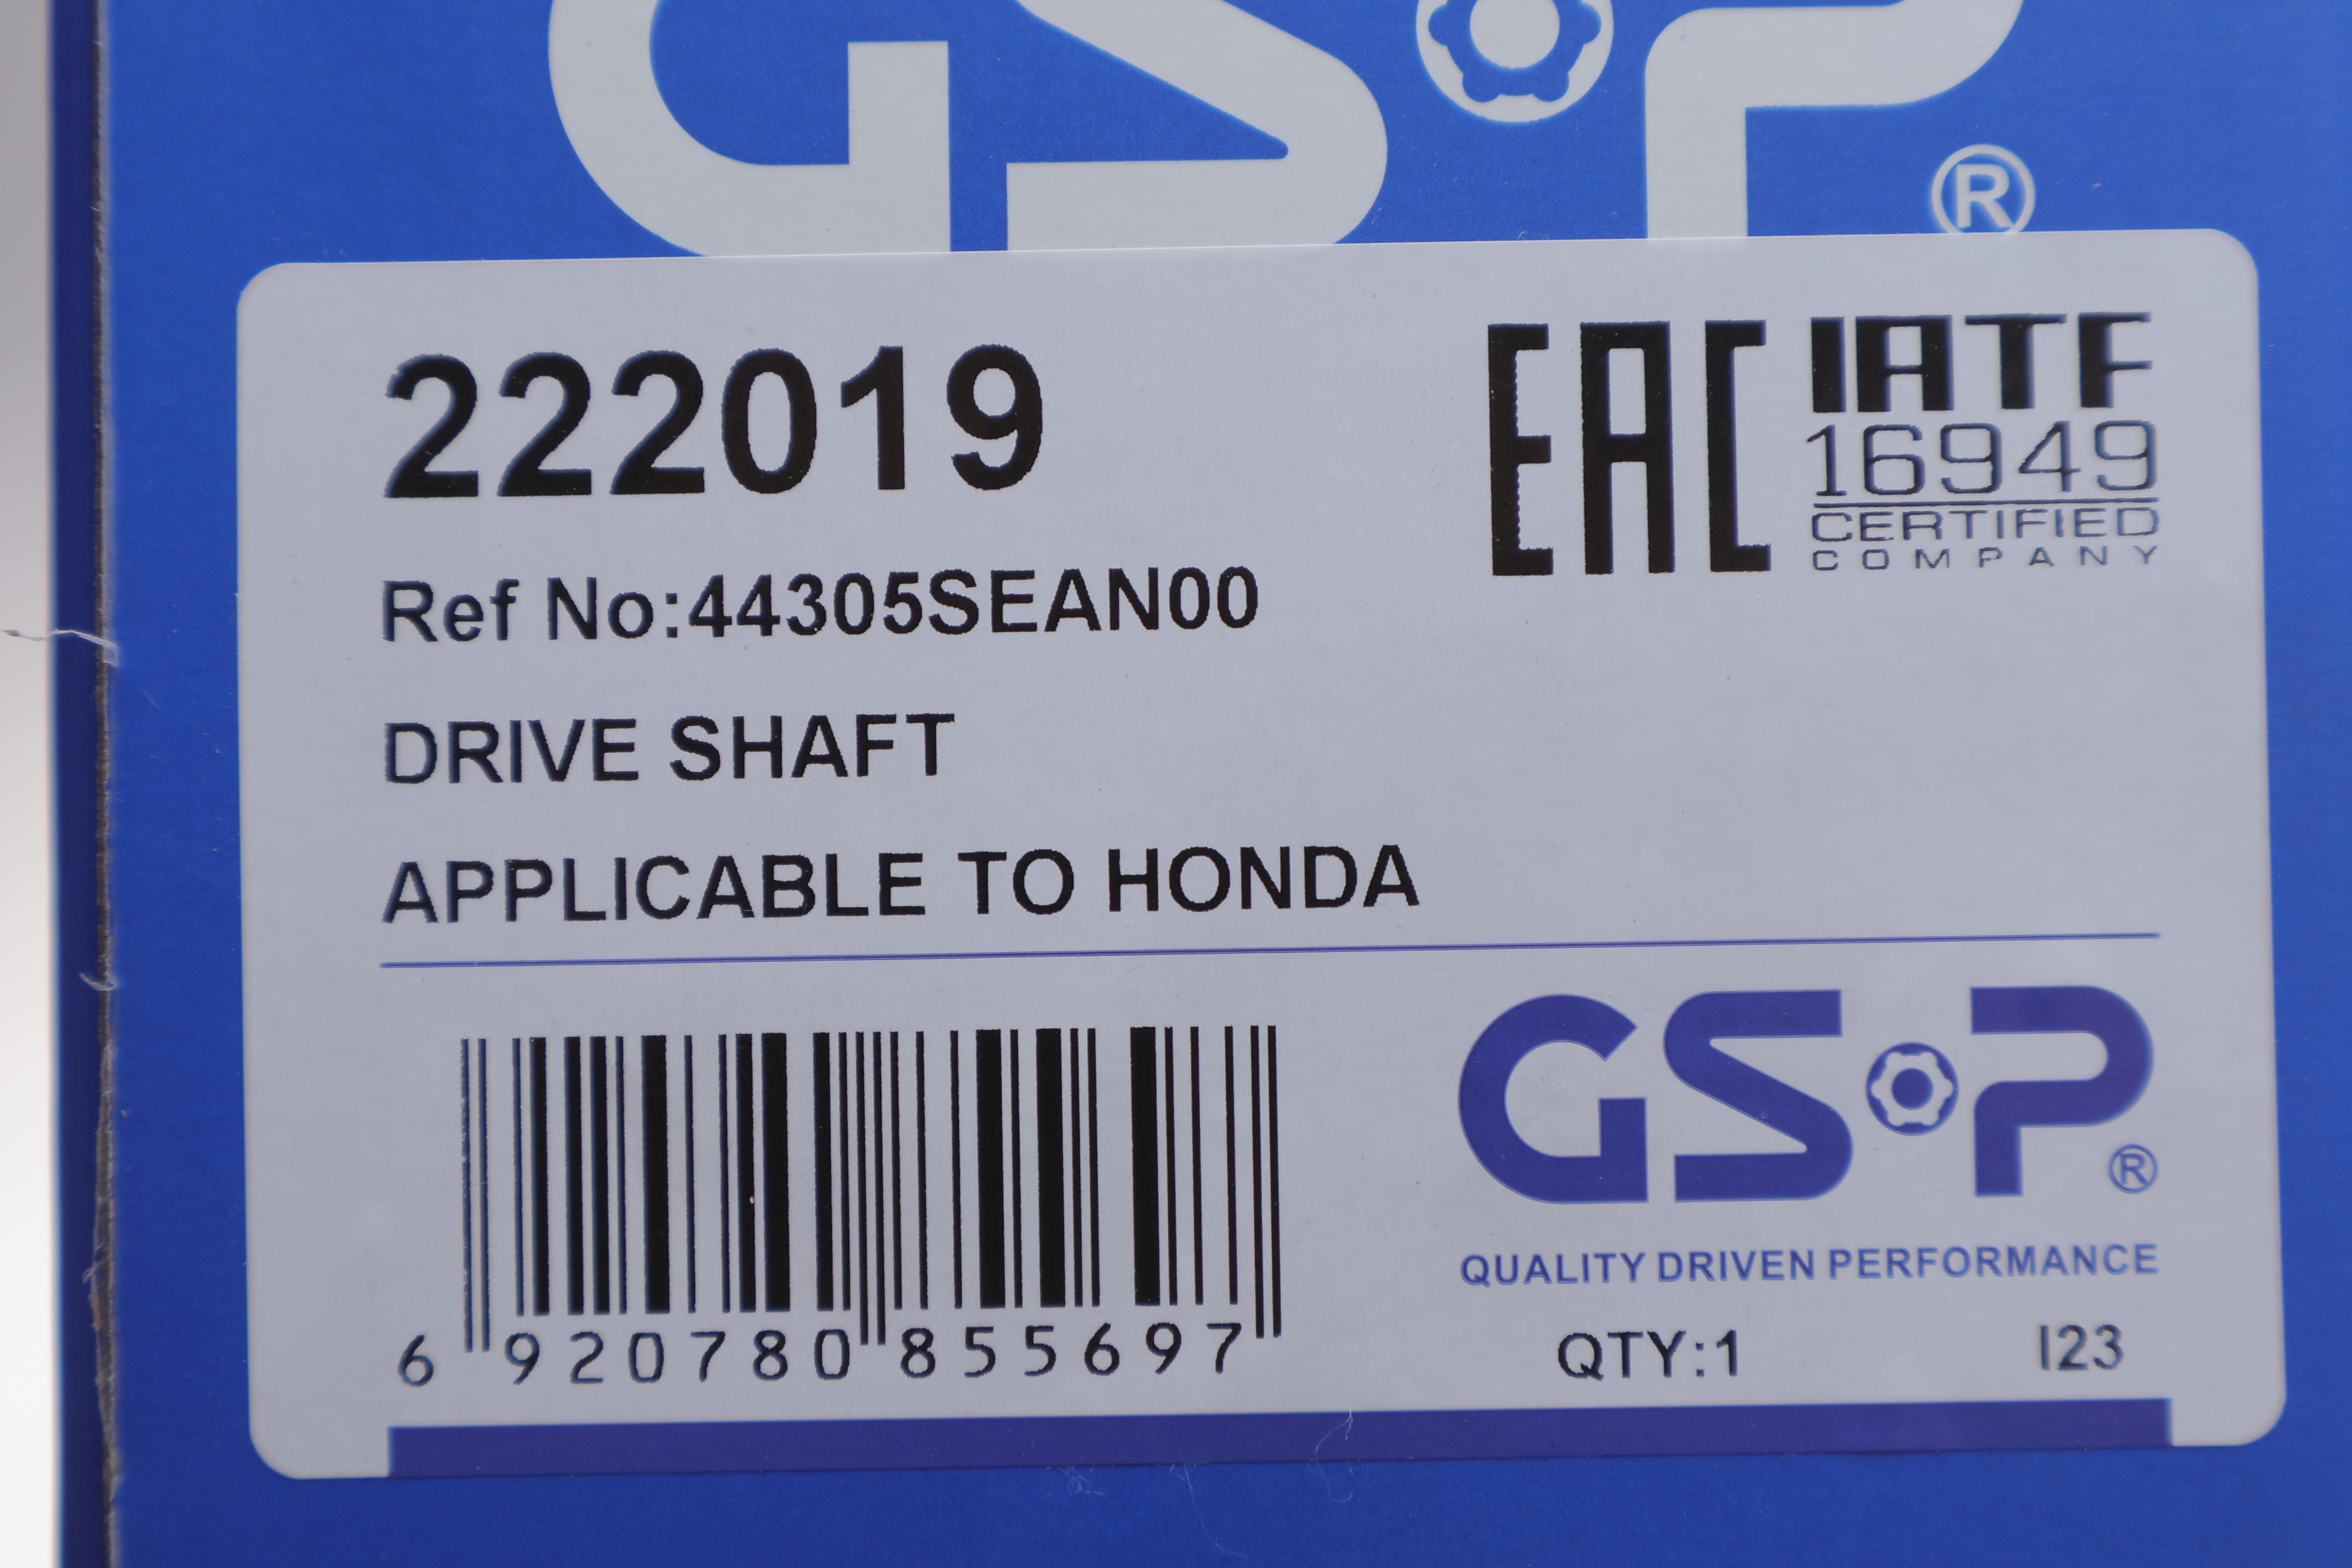 GSP®
222019
EAC
IATF
16949
CERTIFIED
COMPANY
Ref No:44305SEAN00
DRIVE SHAFT
APPLICABLE TO HONDA
GSP®
QUALITY DRIVEN PERFORMANCE
6 920780 855697
QTY:1
I23